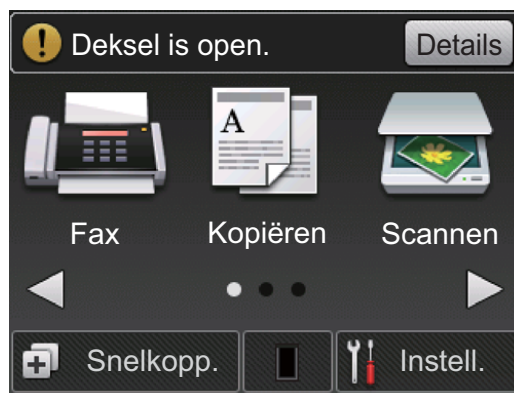 Deksel is open.
Details
A
Fax
Kopiëren
Scannen
Snelkopp.
Instell.